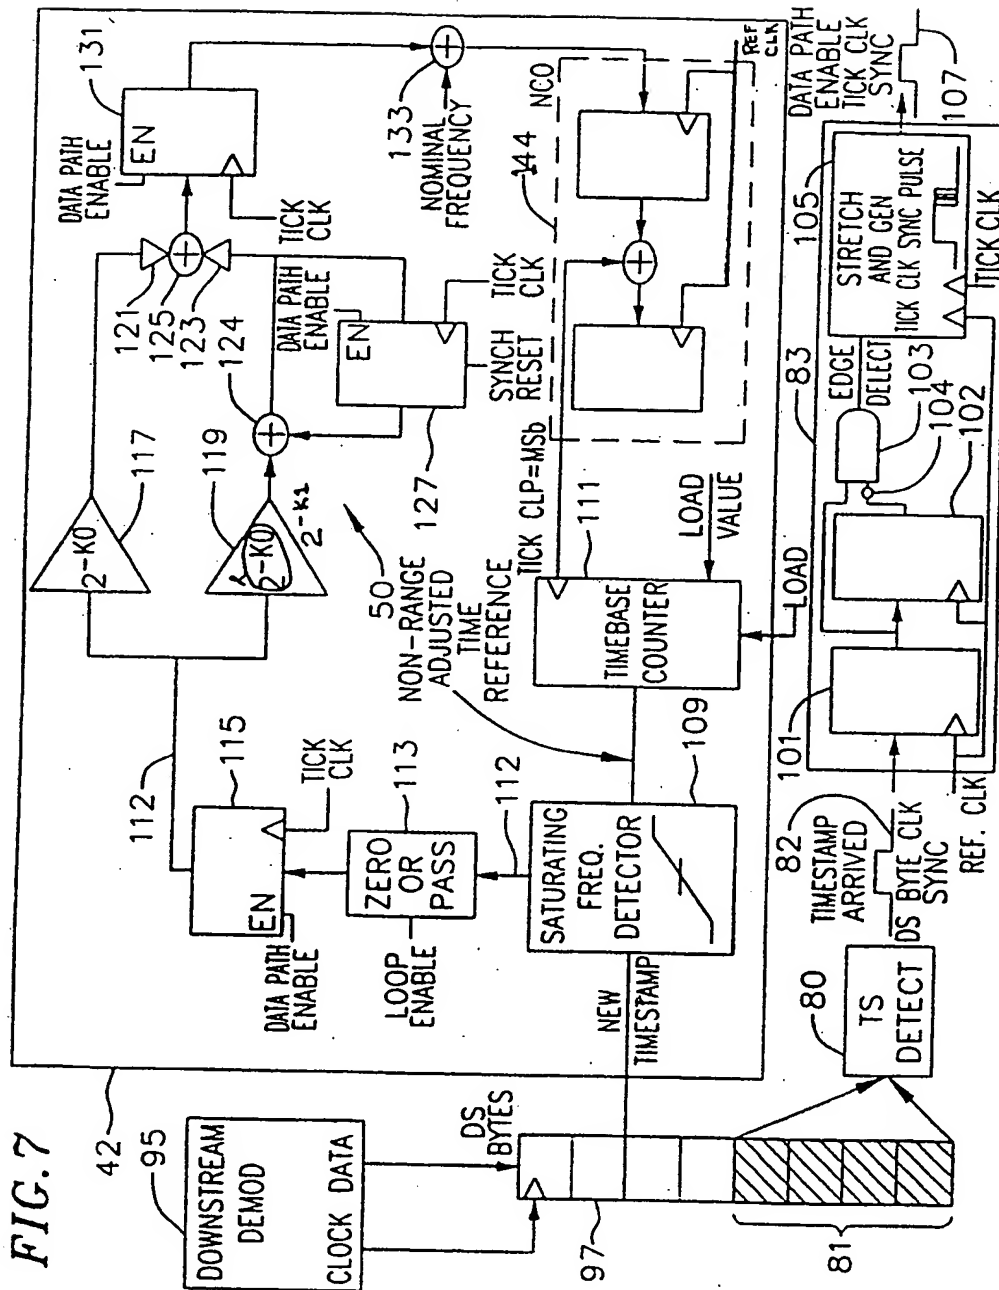 FIG.7
42
95
DOWNSTREAM
DEMOD
CLOCK DATA
DS
BYTES
97
81
80
TS
DETECT
82
TIMESTAMP
ARRIVED
DS BYTE CLK
SYNC
REF. CLK
NEW
TIMESTAMP
SATURATING
FREQ.
DETECTOR
109
112
ZERO
OR
PASS
113
LOOP
ENABLE
DATA PATH
ENABLE
EN
115
TICK
CLK
112
50
NON-RANGE
ADJUSTED
TIME
REFERENCE
TIMEBASE
COUNTER
111
TICK CLP=MSb
LOAD
VALUE
LOAD
2-K0
117
2-K0
2-K1
119
121
125
123
124
DATA PATH
ENABLE
EN
127
SYNCH
RESET
TICK
CLK
DATA PATH
ENABLE
EN
131
TICK
CLK
133
NOMINAL
FREQUENCY
144
NCO
REF
CLK
83
101
102
104
103
EDGE
DELECT
105
STRETCH
AND GEN
TICK CLK SYNC PULSE
TICK CLK
DATA PATH
ENABLE
TICK CLK
SYNC
107